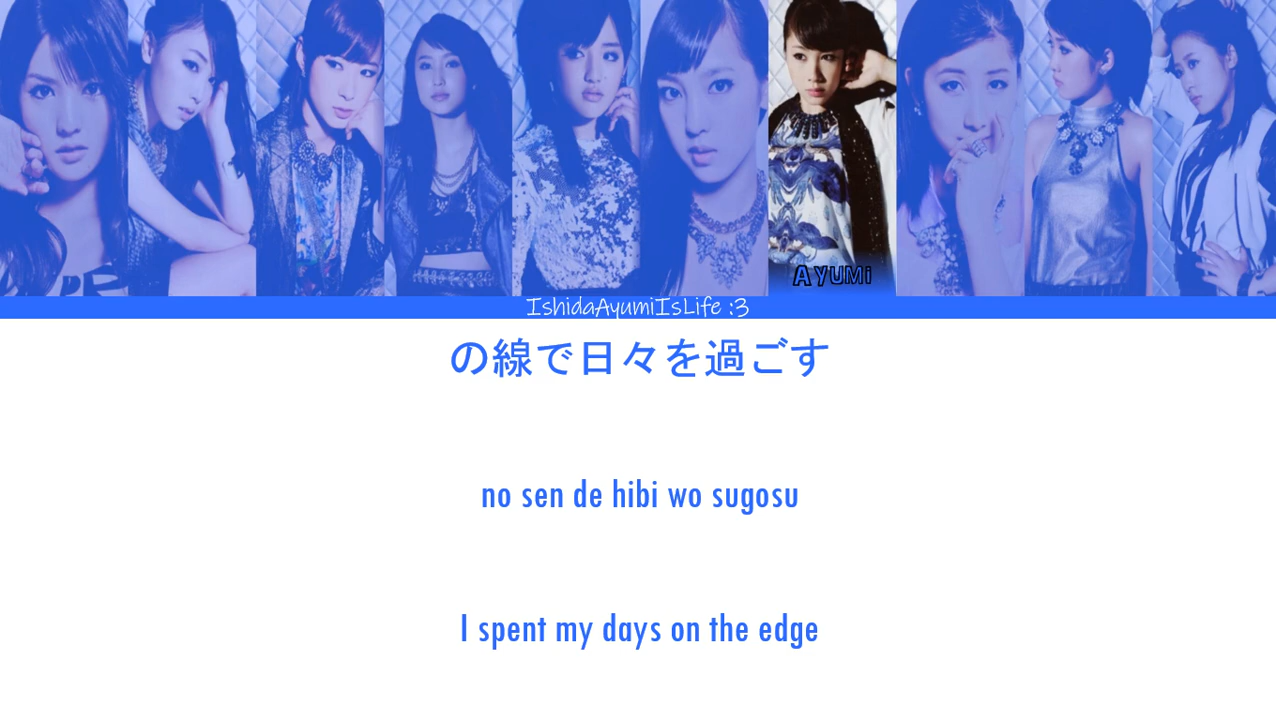 AYUMi
IshidaAyumiIsLife :3
の線で日々を過ごす
no sen de hibi wo sugosu
I spent my days on the edge